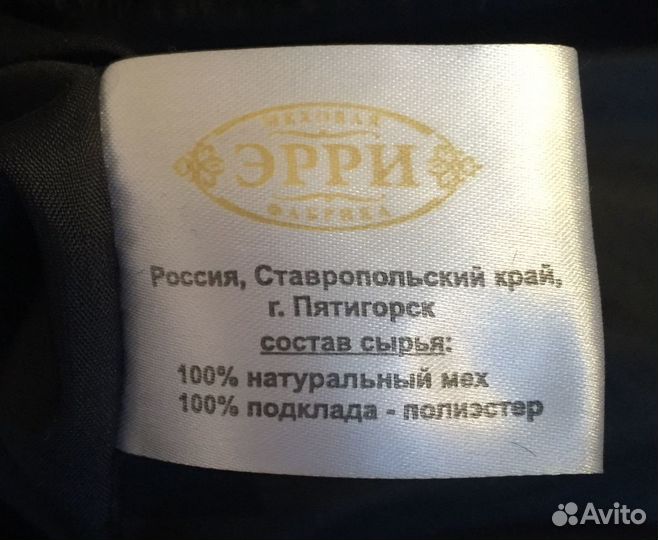 МЕХОВАЯ
ЭРРИ
ФАБРИКА
Россия, Ставропольский край,
г. Пятигорск
состав сырья:
100% натуральный мех
100% подклада - полиэстер
Avito